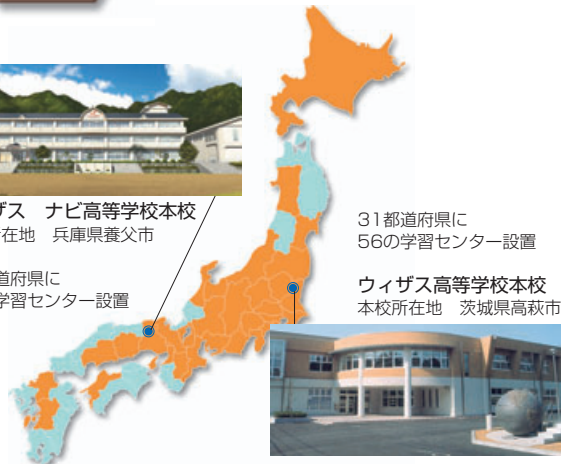 ザス ナビ高等学校本校
在地 兵庫県養父市
道府県に
学習センター設置
31都道府県に
56の学習センター設置
ウィザス高等学校本校
本校所在地 茨城県高萩市